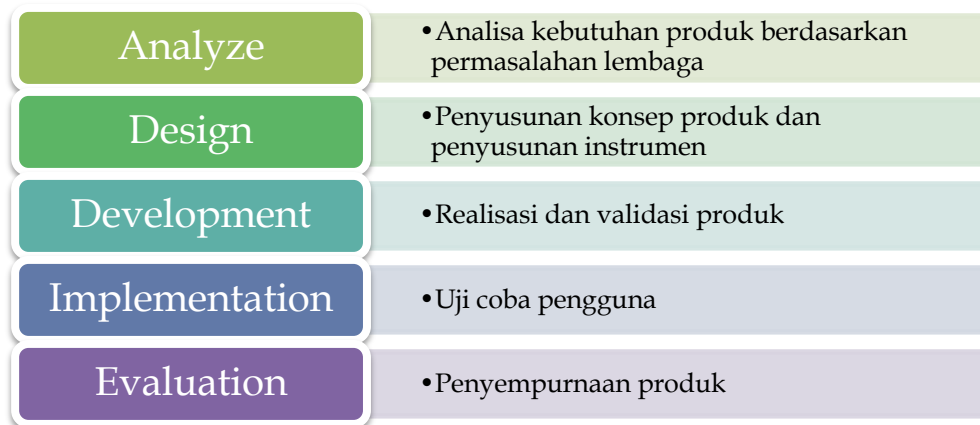 Analyze
•Analisa kebutuhan produk berdasarkan
permasalahan lembaga
Design
•Penyusunan konsep produk dan
penyusunan instrumen
Development
•Realisasi dan validasi produk
Implementation
•Uji coba pengguna
Evaluation
•Penyempurnaan produk